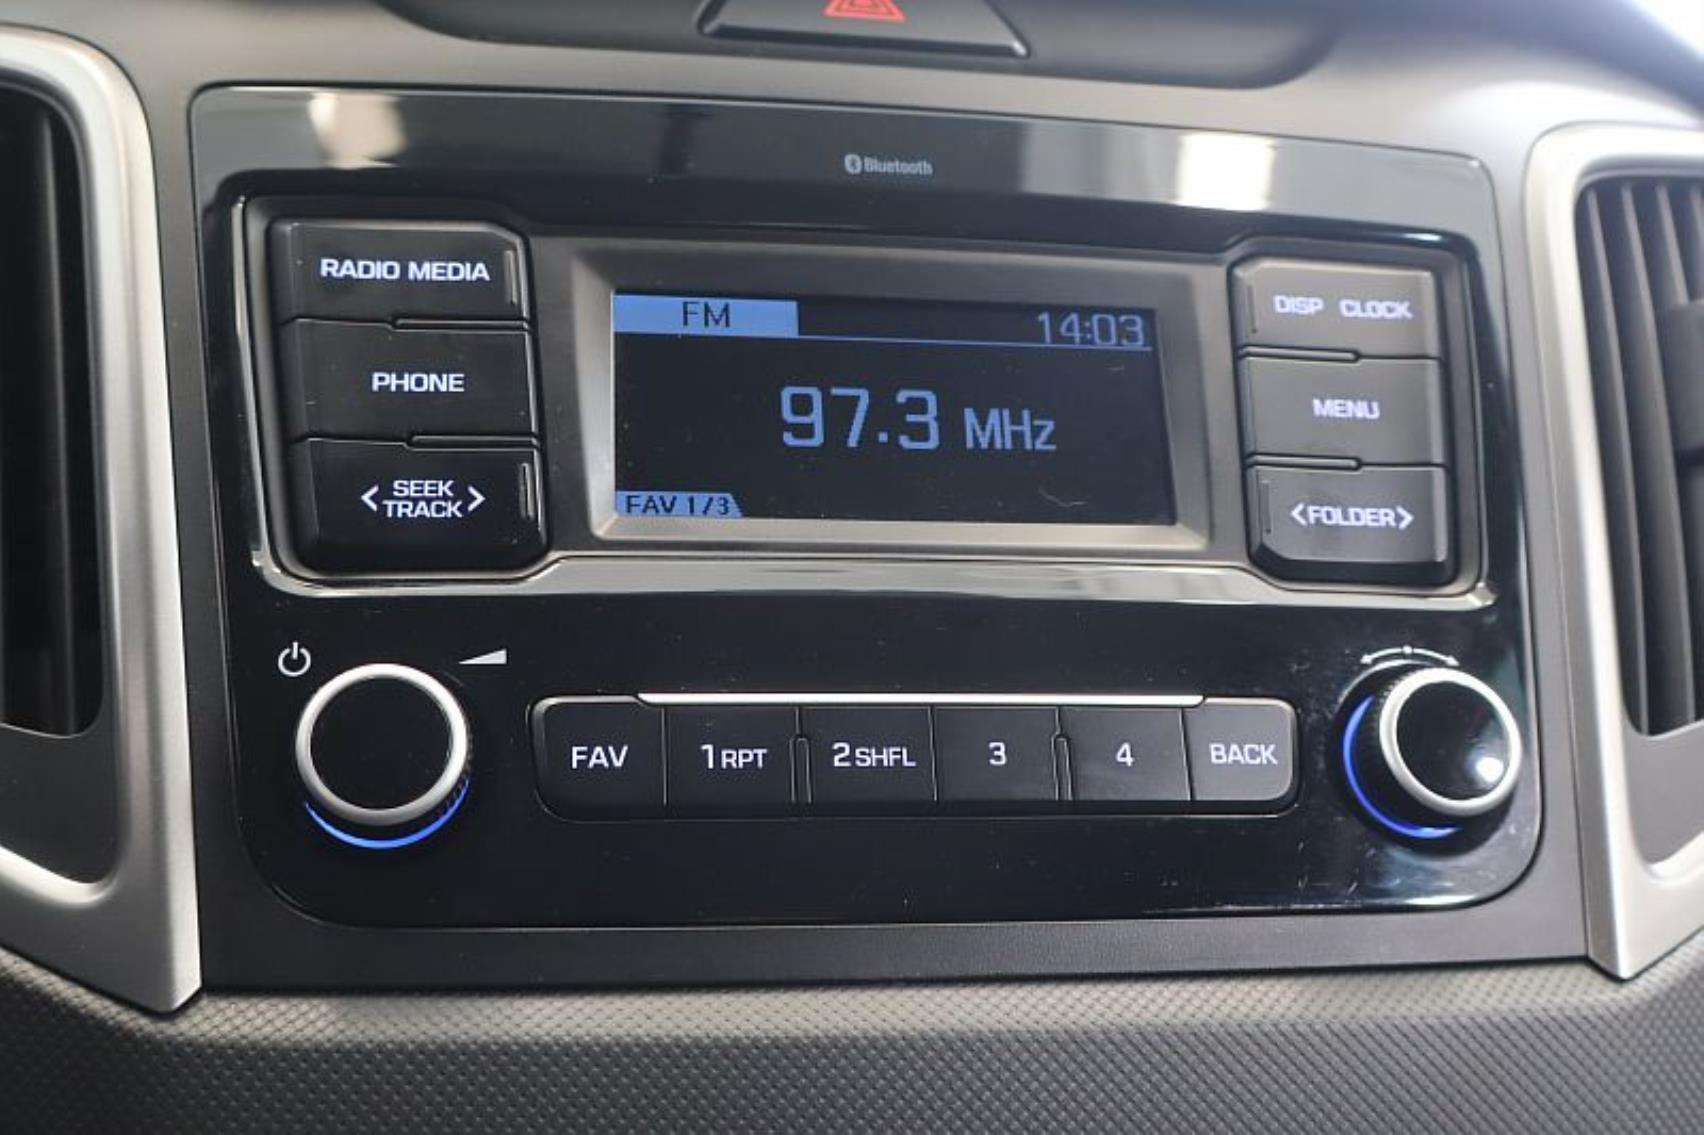 Bluetooth
RADIO MEDIA
PHONE
< SEEK >
TRACK
FM
14:03
97.3 MHz
FAV 1/3
DISP CLOCK
MENU
<FOLDER>
FAV
1 RPT
2 SHFL
3
4
BACK